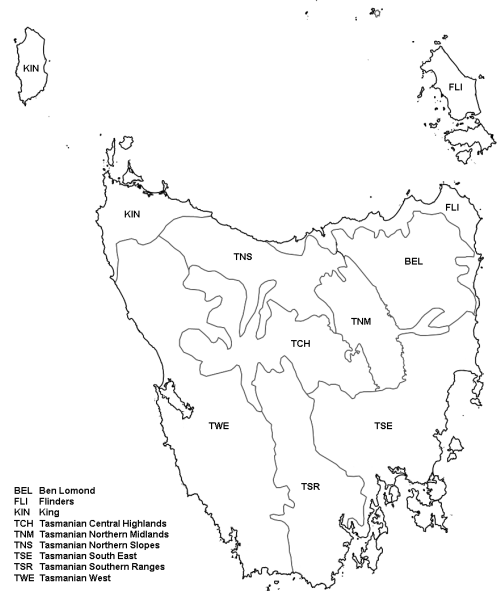 KIN
FLI
KIN
FLI
TNS
BEL
TNM
TCH
TWE
TSE
TSR
BEL Ben Lomond
FLI Flinders
KIN King
TCH Tasmanian Central Highlands
TNM Tasmanian Northern Midlands
TNS Tasmanian Northern Slopes
TSE Tasmanian South East
TSR Tasmanian Southern Ranges
TWE Tasmanian West